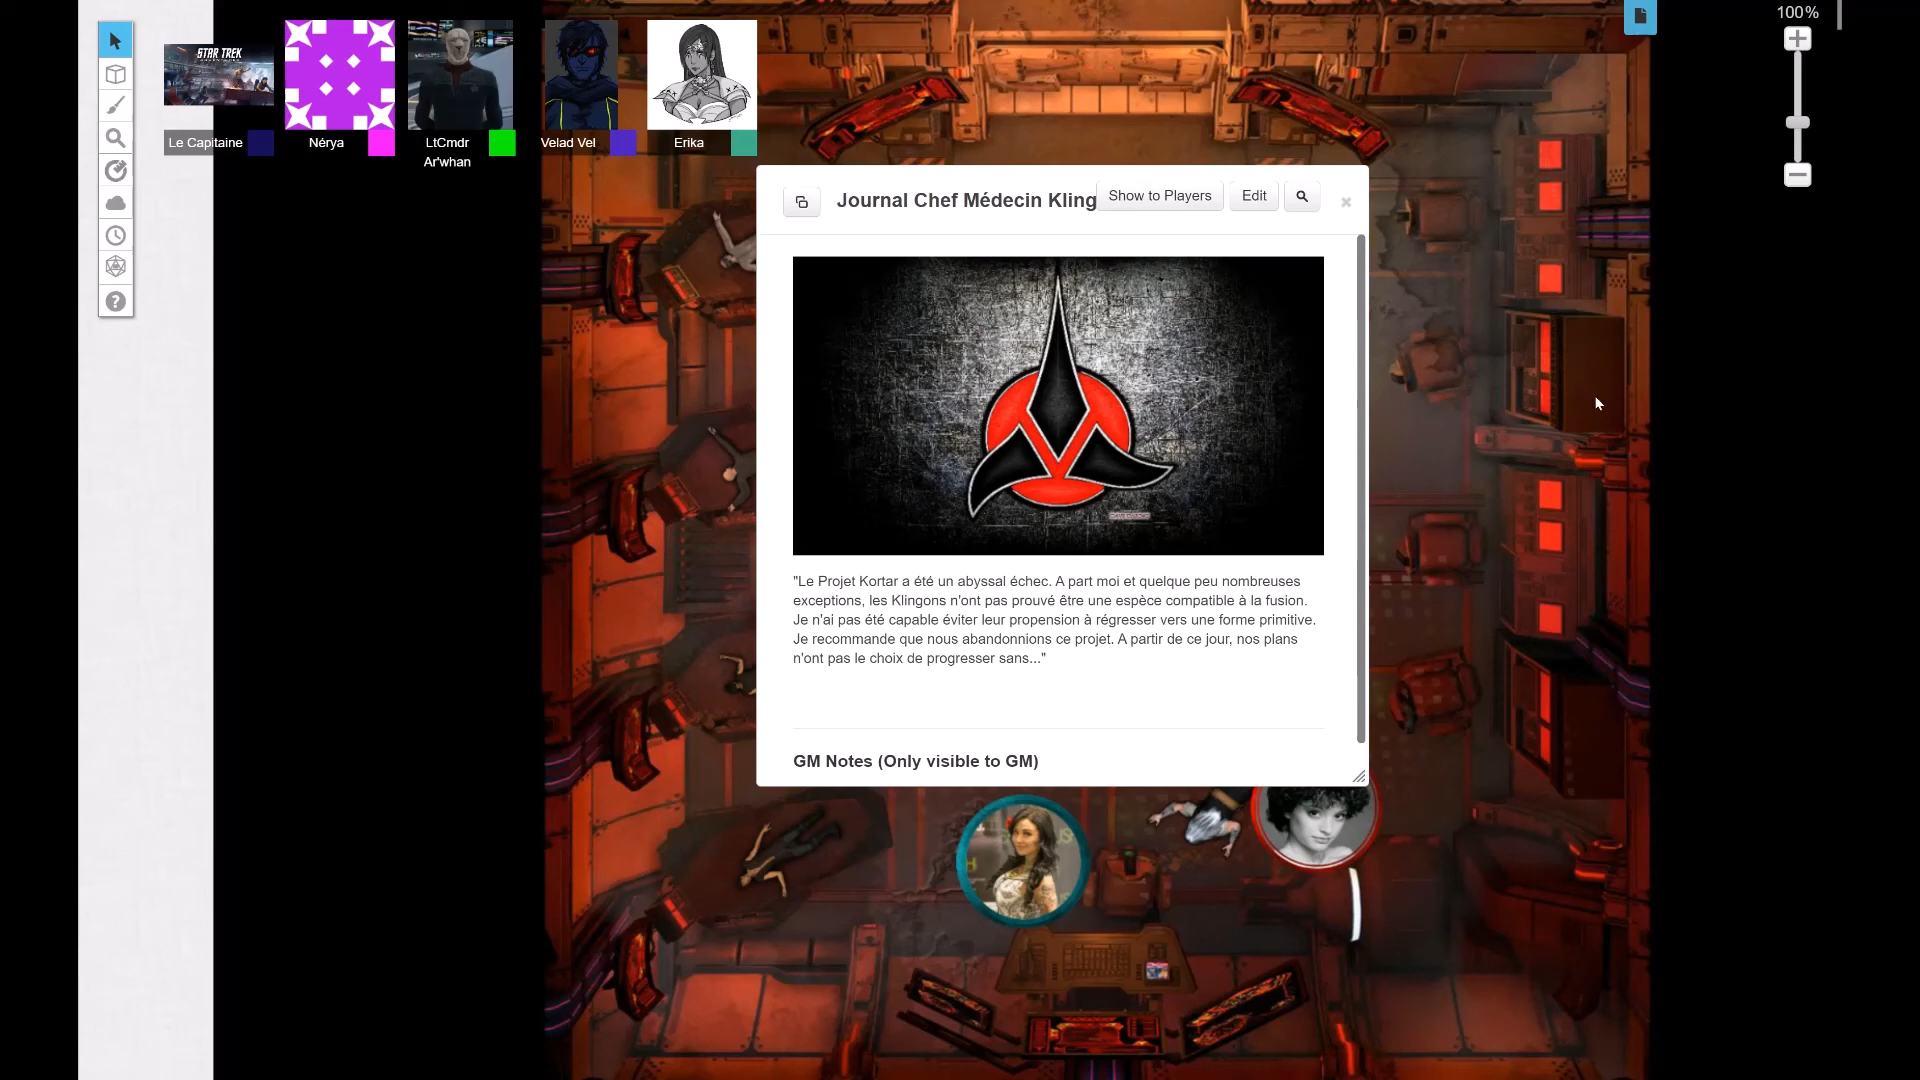 100%
STAR TREK
Le Capitaine
Nérya
LtCmdr
Ar'whan
Velad Vel
Erika
Journal Chef Médecin Kling
Show to Players
Edit
"Le Projet Kortar a été un abyssal échec. A part moi et quelque peu nombreuses
exceptions, les Klingons n'ont pas prouvé être une espèce compatible à la fusion.
Je n'ai pas été capable éviter leur propension à régresser vers une forme primitive.
Je recommande que nous abandonnions ce projet. A partir de ce jour, nos plans
n'ont pas le choix de progresser sans..."
GM Notes (Only visible to GM)